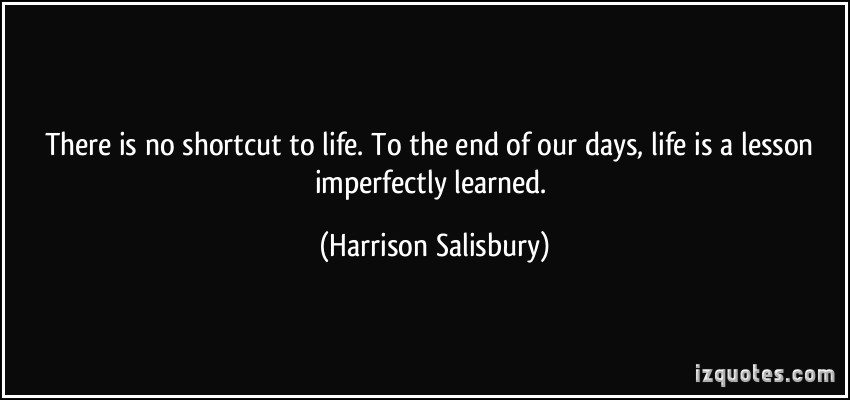 There is no shortcut to life. To the end of our days, life is a lesson
imperfectly learned.
(Harrison Salisbury)
izquotes.com